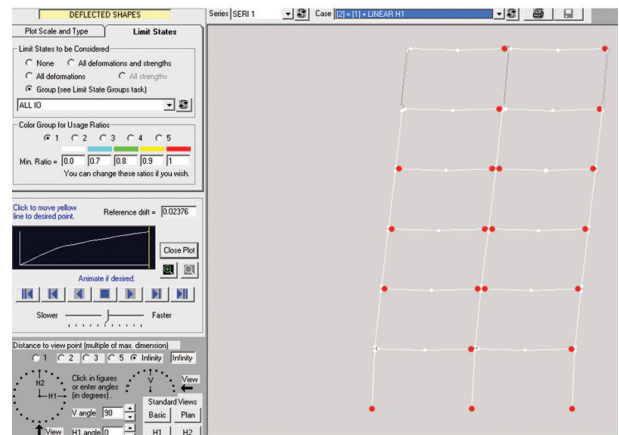 DEFLECTED SHAPES
Series SERI 1
Case [2] = [1] + LINEAR H1
Plot Scale and Type
Limit States
Limit States to be Considered
None
All deformations and strengths
All deformations
All strengths
Group (see Limit State Groups task)
ALL IO
Color Group for Usage Ratios
1 2 3 4 5
Min. Ratio = 0.0 0.7 0.8 0.9 1
You can change these ratios if you wish.
Click to move yellow
line to desired point.
Reference drift = 0.02376
Close Plot
Animate if desired.
Slower
Faster
Distance to view point (multiple of max. dimension)
1 2 3 5 Infinity Infinity
H2
H1
Click in figures
or enter angles
(in degrees).
V
View
V angle 90
Standard Views
Basic Plan
View
H1 angle 0
H1 H2